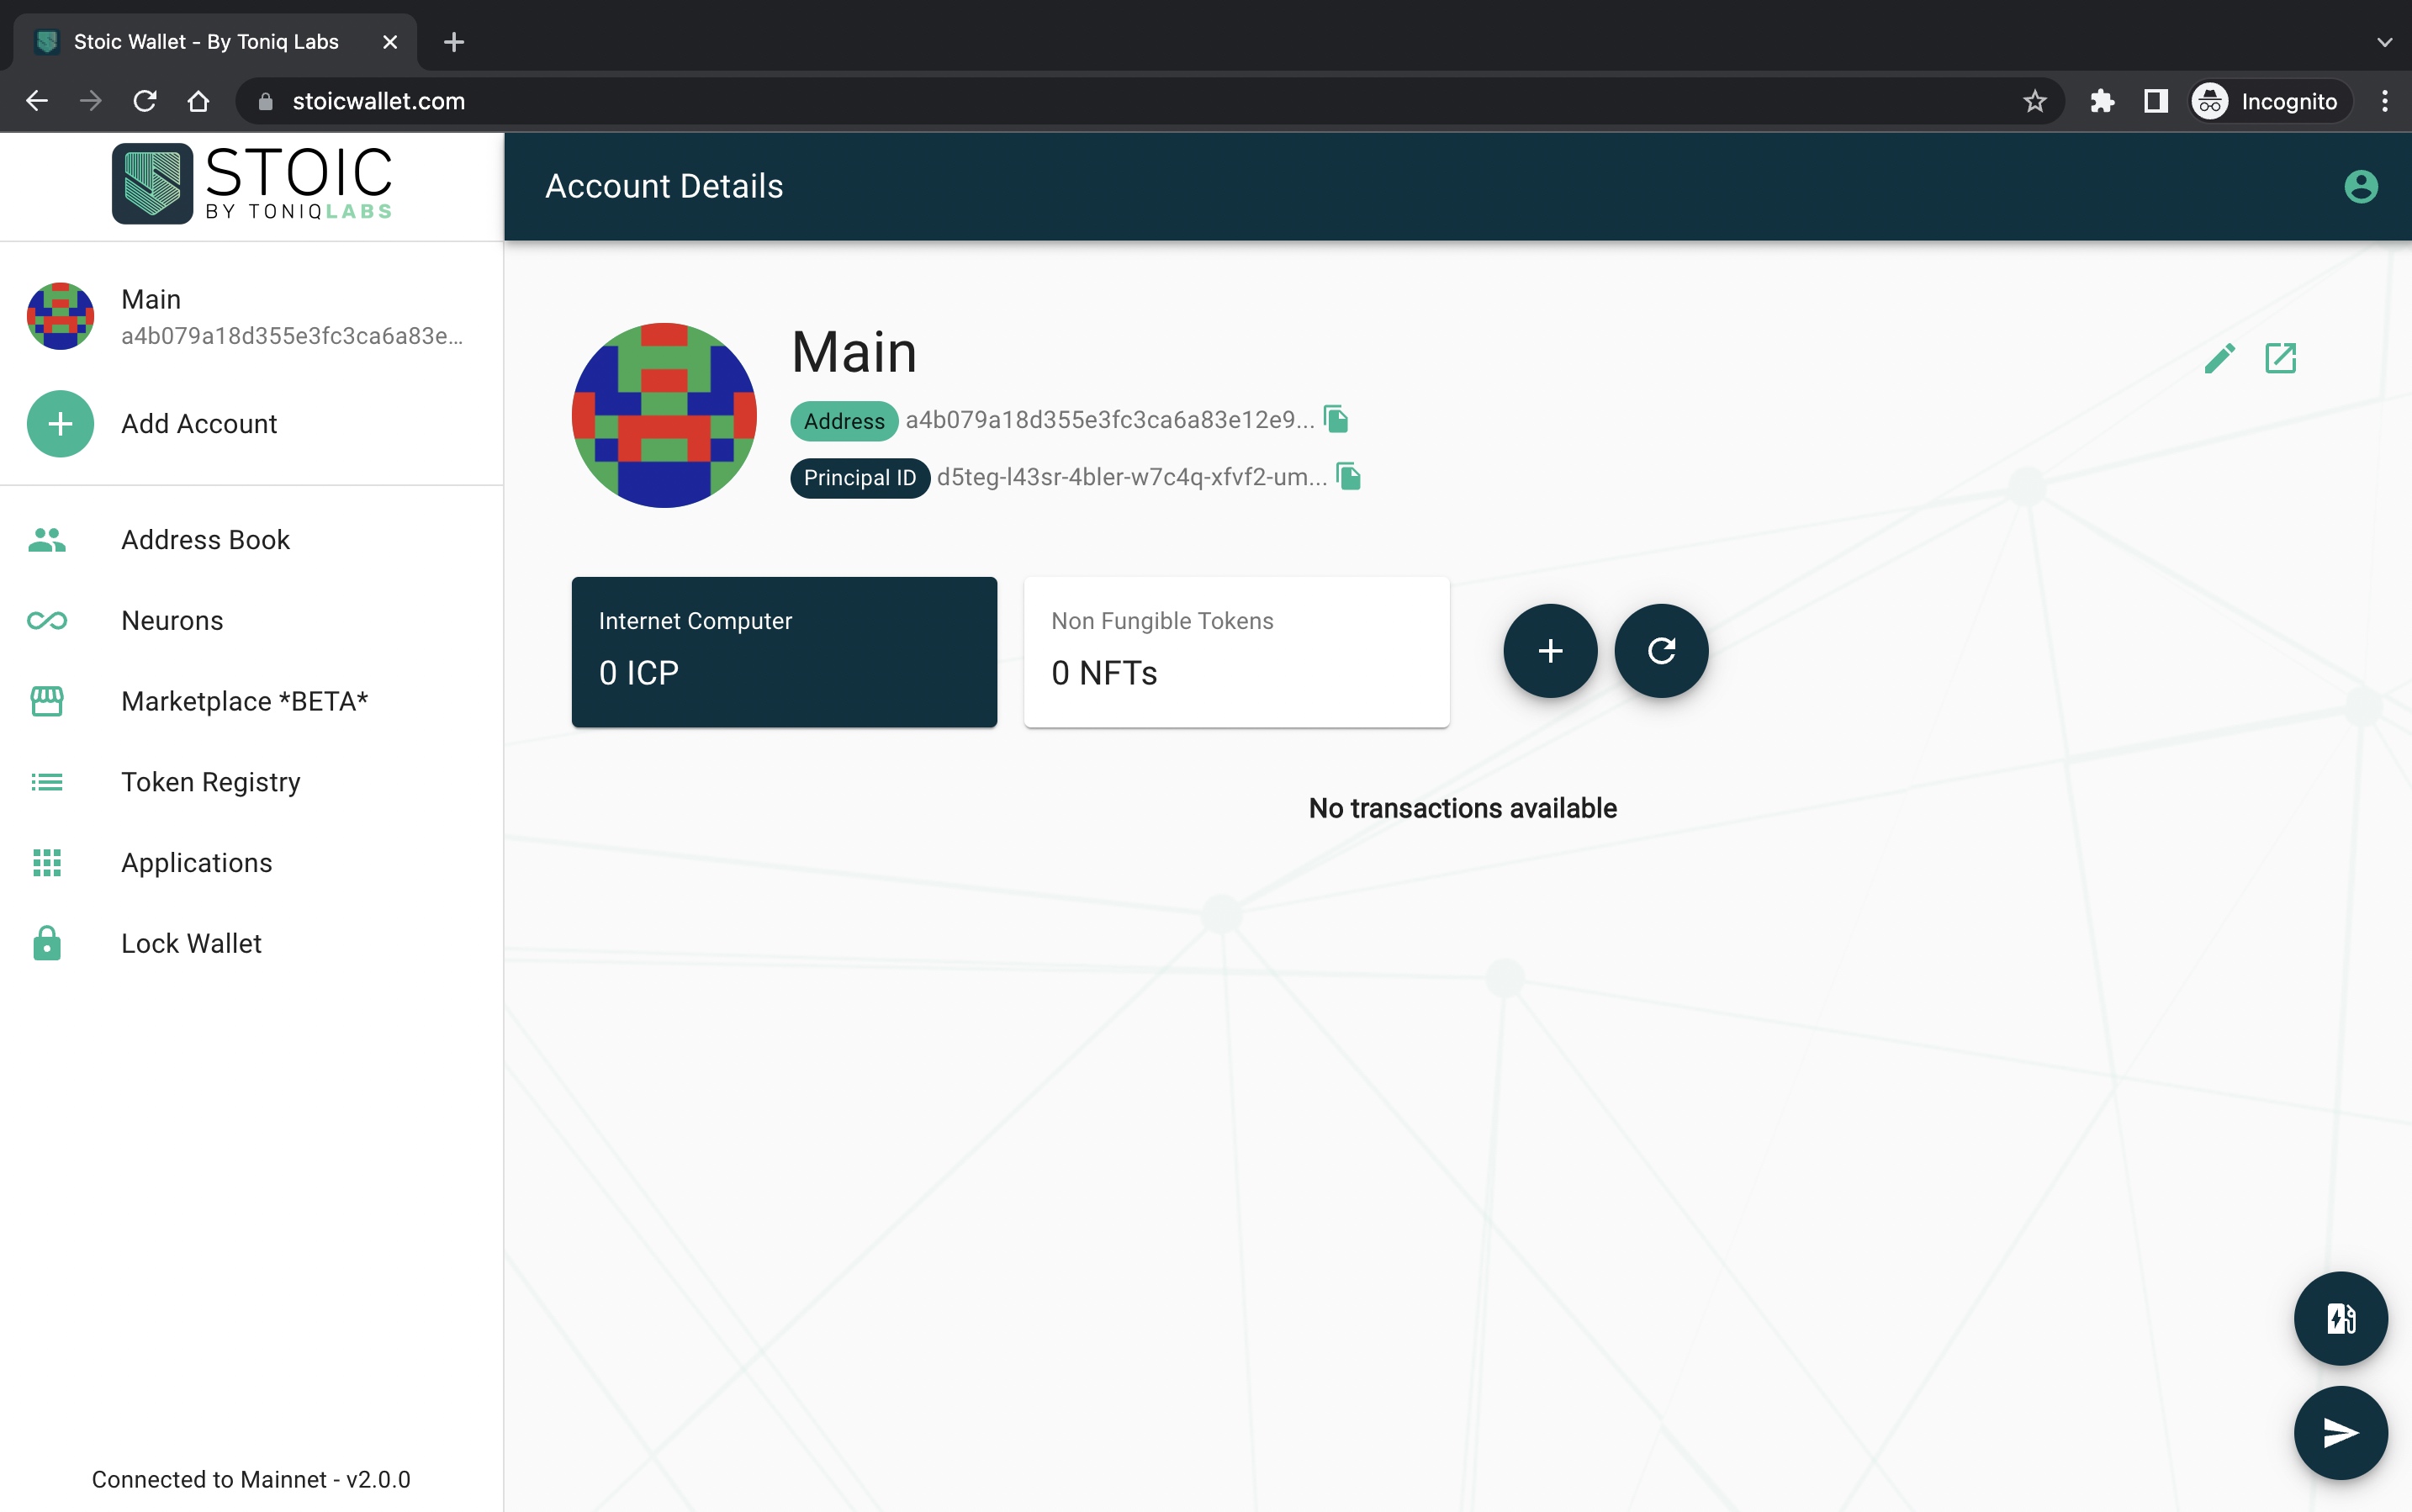 Stoic Wallet - By Toniq Labs
stoicwallet.com
Incognito
STOIC
BY TONIQLABS
Account Details
Main
a4b079a18d355e3fc3ca6a83e...
Add Account
Address Book
Neurons
Marketplace *BETA*
Token Registry
Applications
Lock Wallet
Connected to Mainnet - v2.0.0
Main
Address a4b079a18d355e3fc3ca6a83e12e9...
Principal ID d5teg-l43sr-4bler-w7c4q-xfvf2-um...
Internet Computer
0 ICP
Non Fungible Tokens
0 NFTs
No transactions available